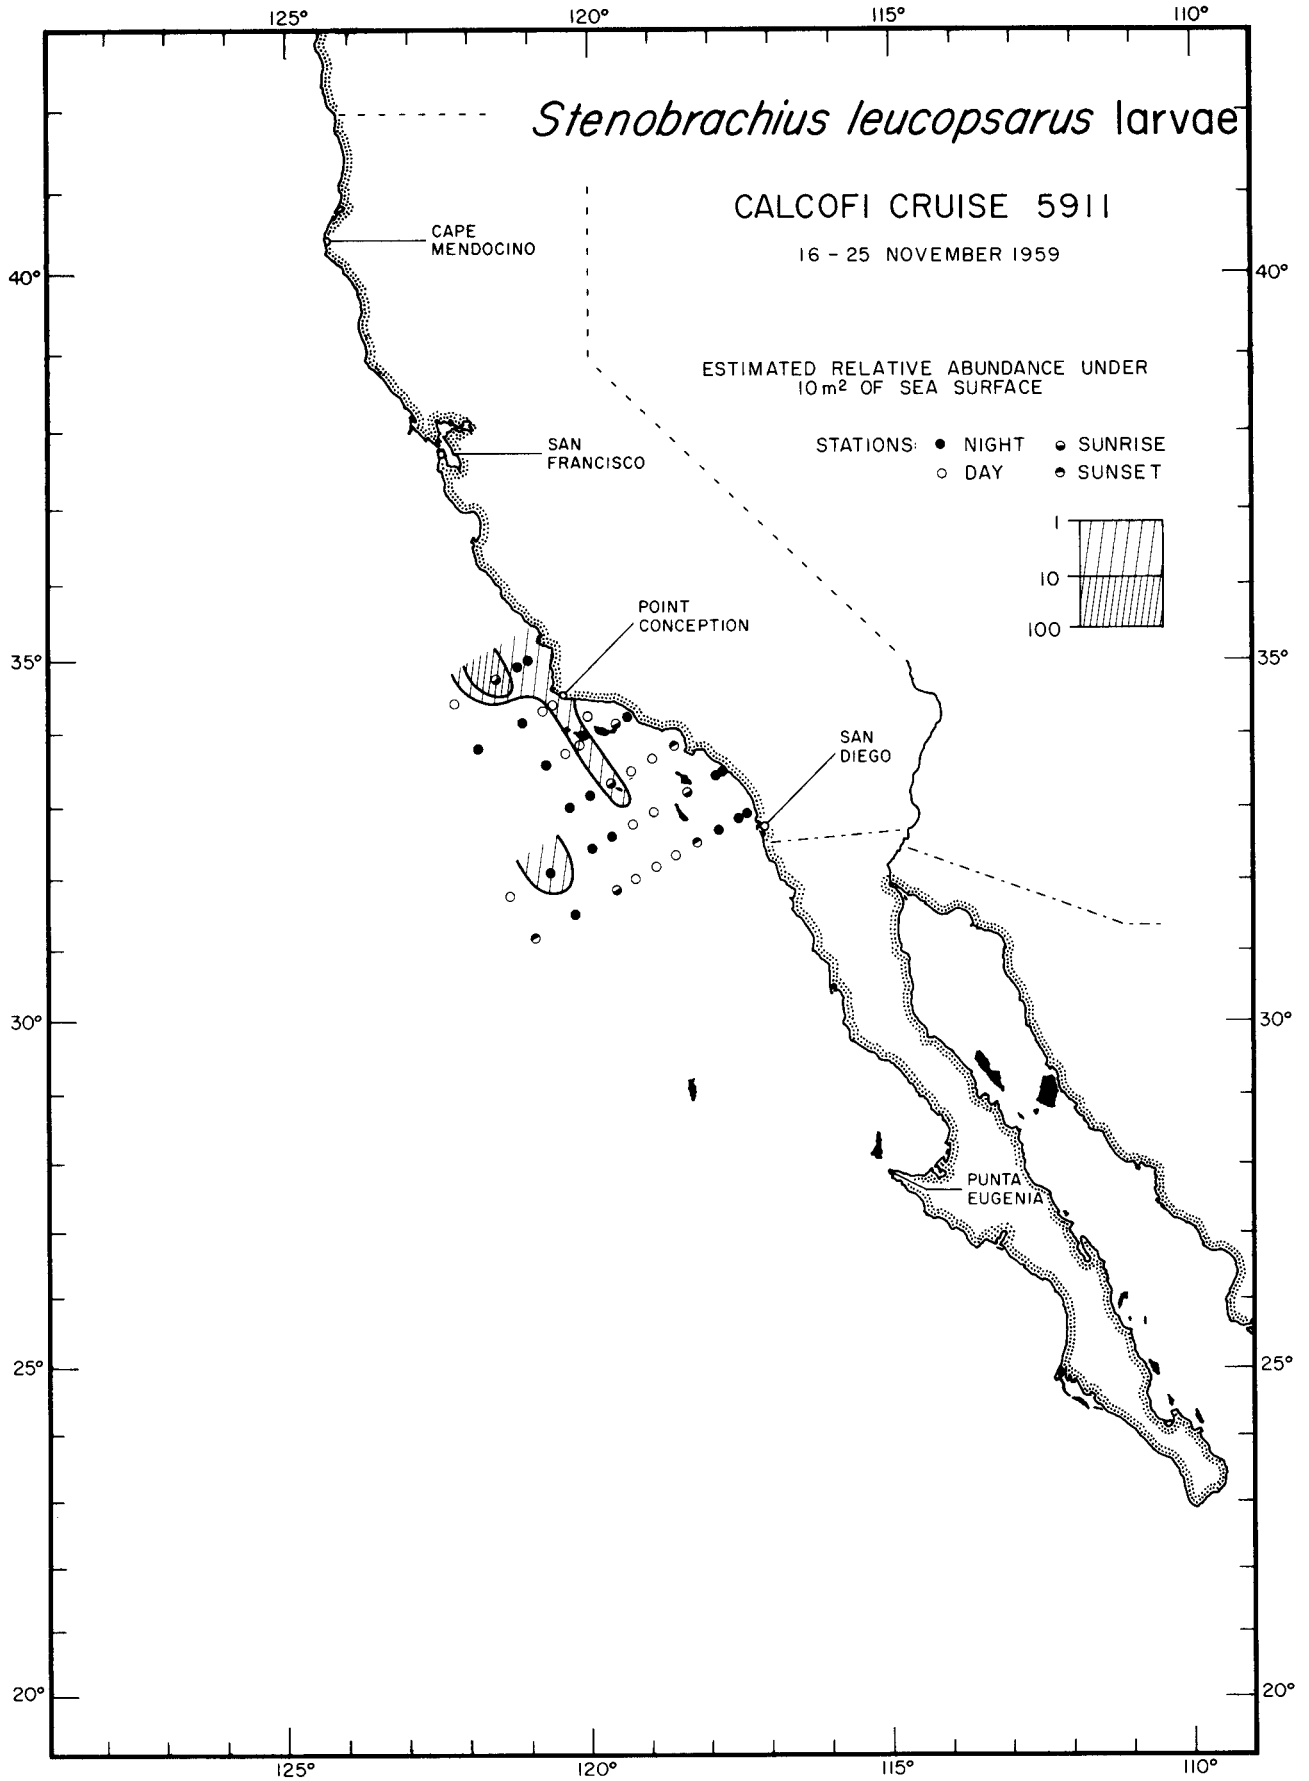 125° 120° 115° 110°
Stenobrachius leucopsarus larvae
CALCOFI CRUISE 5911
CAPE
MENDOCINO
16 - 25 NOVEMBER 1959
40° 40°
ESTIMATED RELATIVE ABUNDANCE UNDER
10 m² OF SEA SURFACE
STATIONS: NIGHT SUNRISE
DAY SUNSET
SAN
FRANCISCO
1
10
100
POINT
CONCEPTION
35° 35°
SAN
DIEGO
30° 30°
PUNTA
EUGENIA
25° 25°
20° 20°
125° 120° 115° 110°